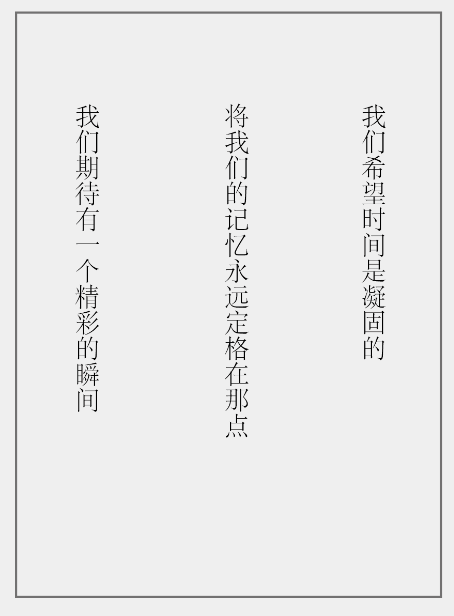 我们希望时间是凝固的
将我们的记忆永远定格在那点
我们期待有一个精彩的瞬间